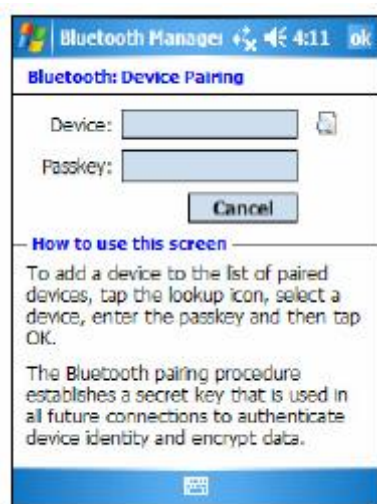 Bluetooth Manager 4:11 ok
Bluetooth: Device Pairing
Device:
Passkey:
Cancel
How to use this screen
To add a device to the list of paired
devices, tap the lookup icon, select a
device, enter the passkey and then tap
OK.
The Bluetooth pairing procedure
establishes a secret key that is used in
all future connections to authenticate
device identity and encrypt data.